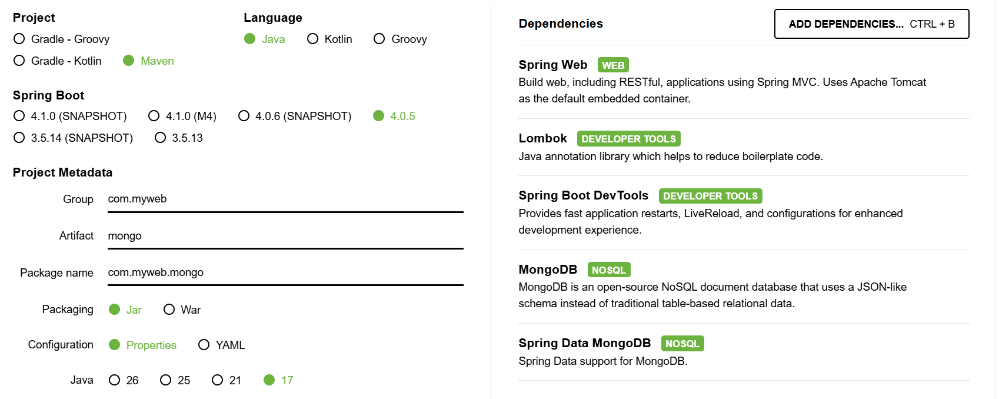 Project
Gradle - Groovy
Gradle - Kotlin Maven
Language
Java Kotlin Groovy
Spring Boot
4.1.0 (SNAPSHOT) 4.1.0 (M4) 4.0.6 (SNAPSHOT) 4.0.5
3.5.14 (SNAPSHOT) 3.5.13
Project Metadata
Group com.myweb
Artifact mongo
Package name com.myweb.mongo
Packaging Jar War
Configuration Properties YAML
Java 26 25 21 17
Dependencies
ADD DEPENDENCIES... CTRL + B
Spring Web WEB
Build web, including RESTful, applications using Spring MVC. Uses Apache Tomcat
as the default embedded container.
Lombok DEVELOPER TOOLS
Java annotation library which helps to reduce boilerplate code.
Spring Boot DevTools DEVELOPER TOOLS
Provides fast application restarts, LiveReload, and configurations for enhanced
development experience.
MongoDB NOSQL
MongoDB is an open-source NoSQL document database that uses a JSON-like
schema instead of traditional table-based relational data.
Spring Data MongoDB NOSQL
Spring Data support for MongoDB.